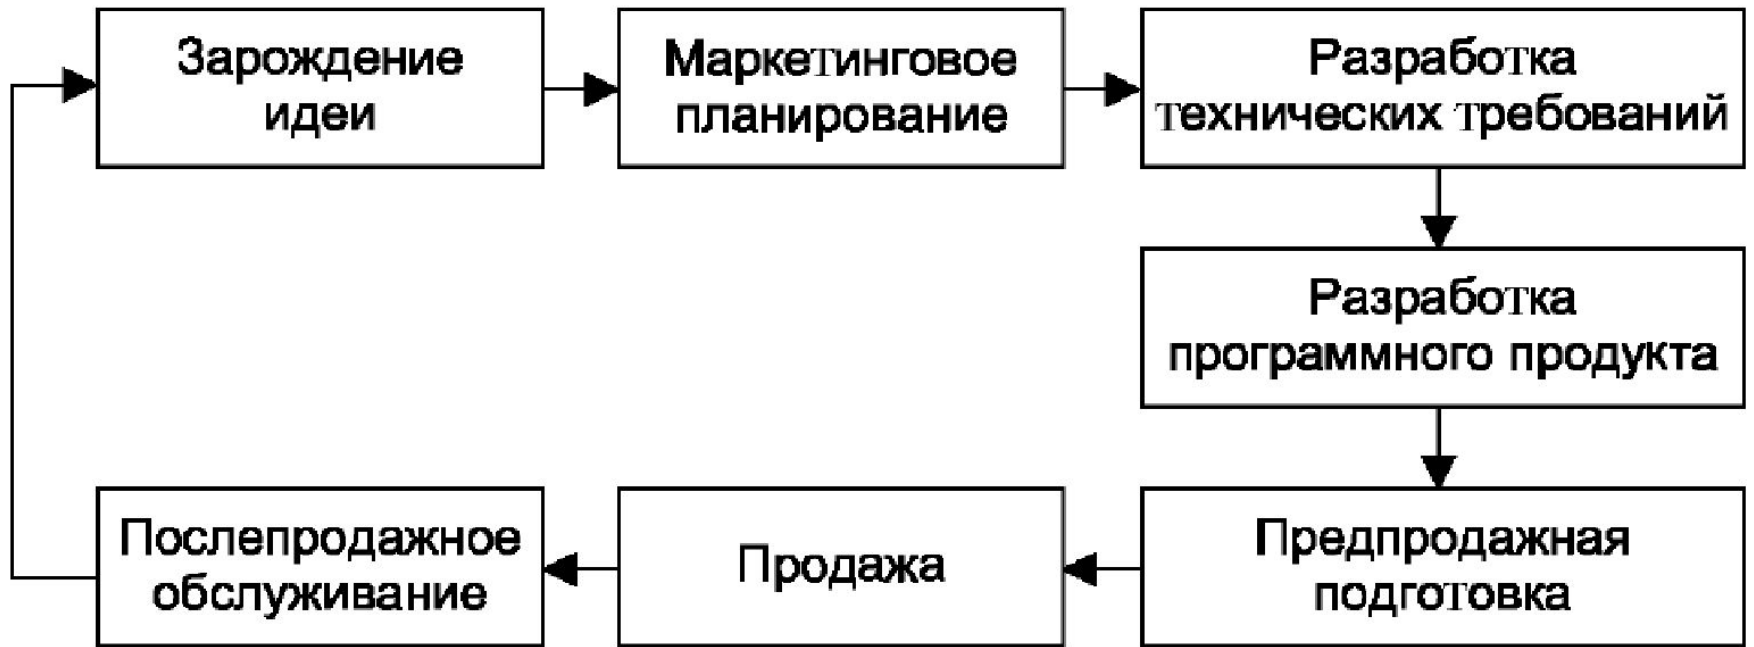 Зарождение
идеи
Маркетинговое
планирование
Разработка
технических требований
Разработка
программного продукта
Предпродажная
подготовка
Продажа
Послепродажное
обслуживание